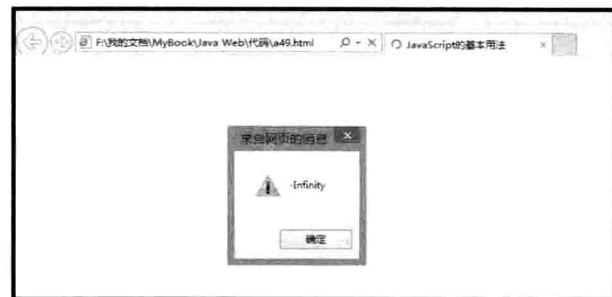 F:\我的文档\MyBook\Java Web\代码\a49.html
JavaScript的基本用法
来自网页的消息
-Infinity
确定